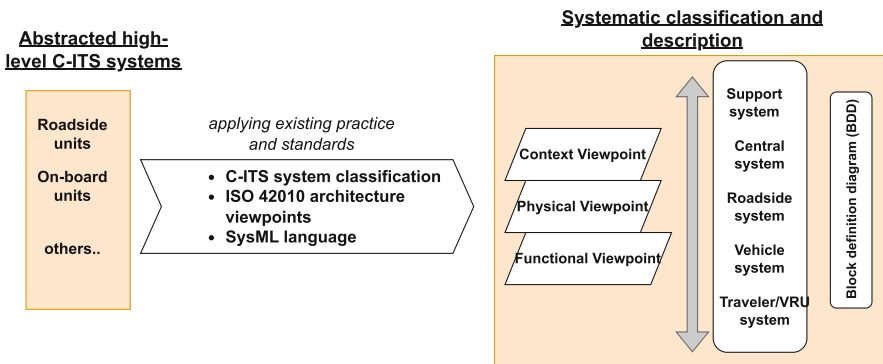 Abstracted high-
level C-ITS systems
Roadside
units
On-board
units
others..
applying existing practice
and standards
• C-ITS system classification
• ISO 42010 architecture
viewpoints
• SysML language
Systematic classification and
description
Context Viewpoint
Physical Viewpoint
Functional Viewpoint
Support
system
Central
system
Roadside
system
Vehicle
system
Traveler/VRU
system
Block definition diagram (BDD)